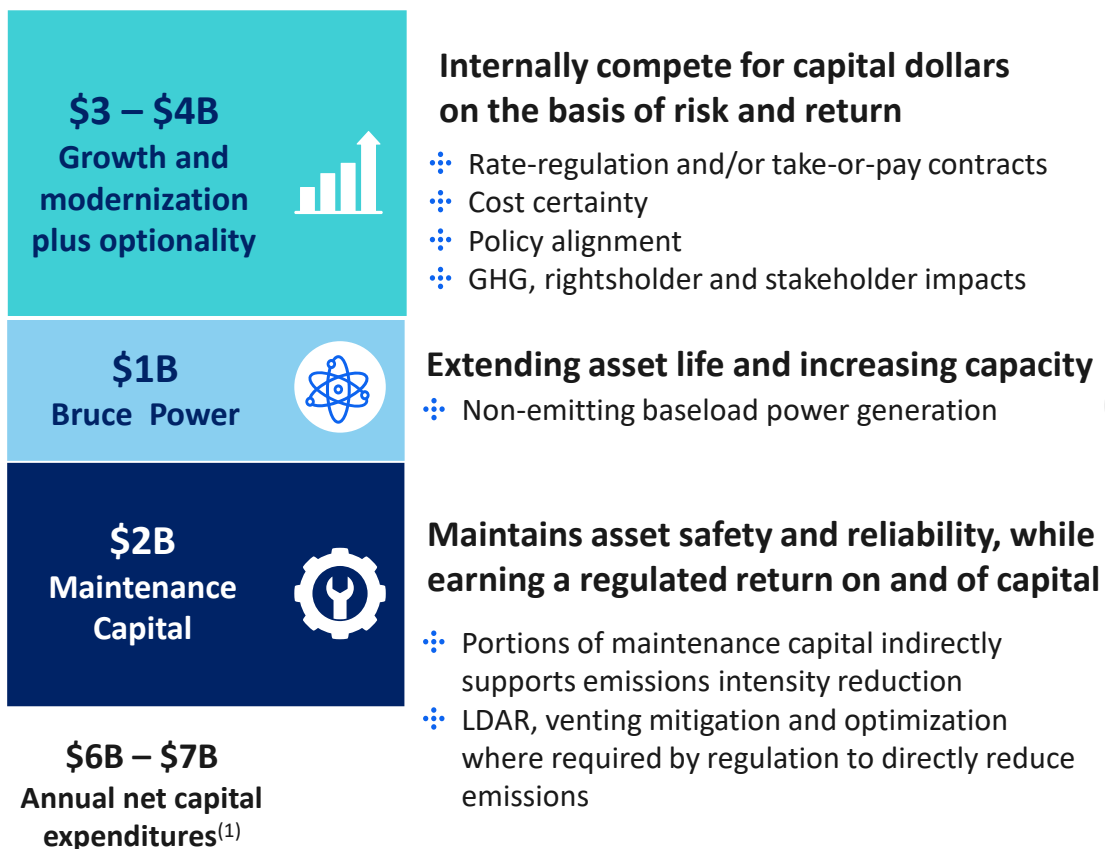 $3 – $4B
Growth and
modernization
plus optionality
Internally compete for capital dollars
on the basis of risk and return
Rate-regulation and/or take-or-pay contracts
Cost certainty
Policy alignment
GHG, rightsholder and stakeholder impacts
$1B
Bruce Power
Extending asset life and increasing capacity
Non-emitting baseload power generation
$2B
Maintenance
Capital
Maintains asset safety and reliability, while
earning a regulated return on and of capital
Portions of maintenance capital indirectly
supports emissions intensity reduction
LDAR, venting mitigation and optimization
where required by regulation to directly reduce
emissions
$6B – $7B
Annual net capital
expenditures(1)